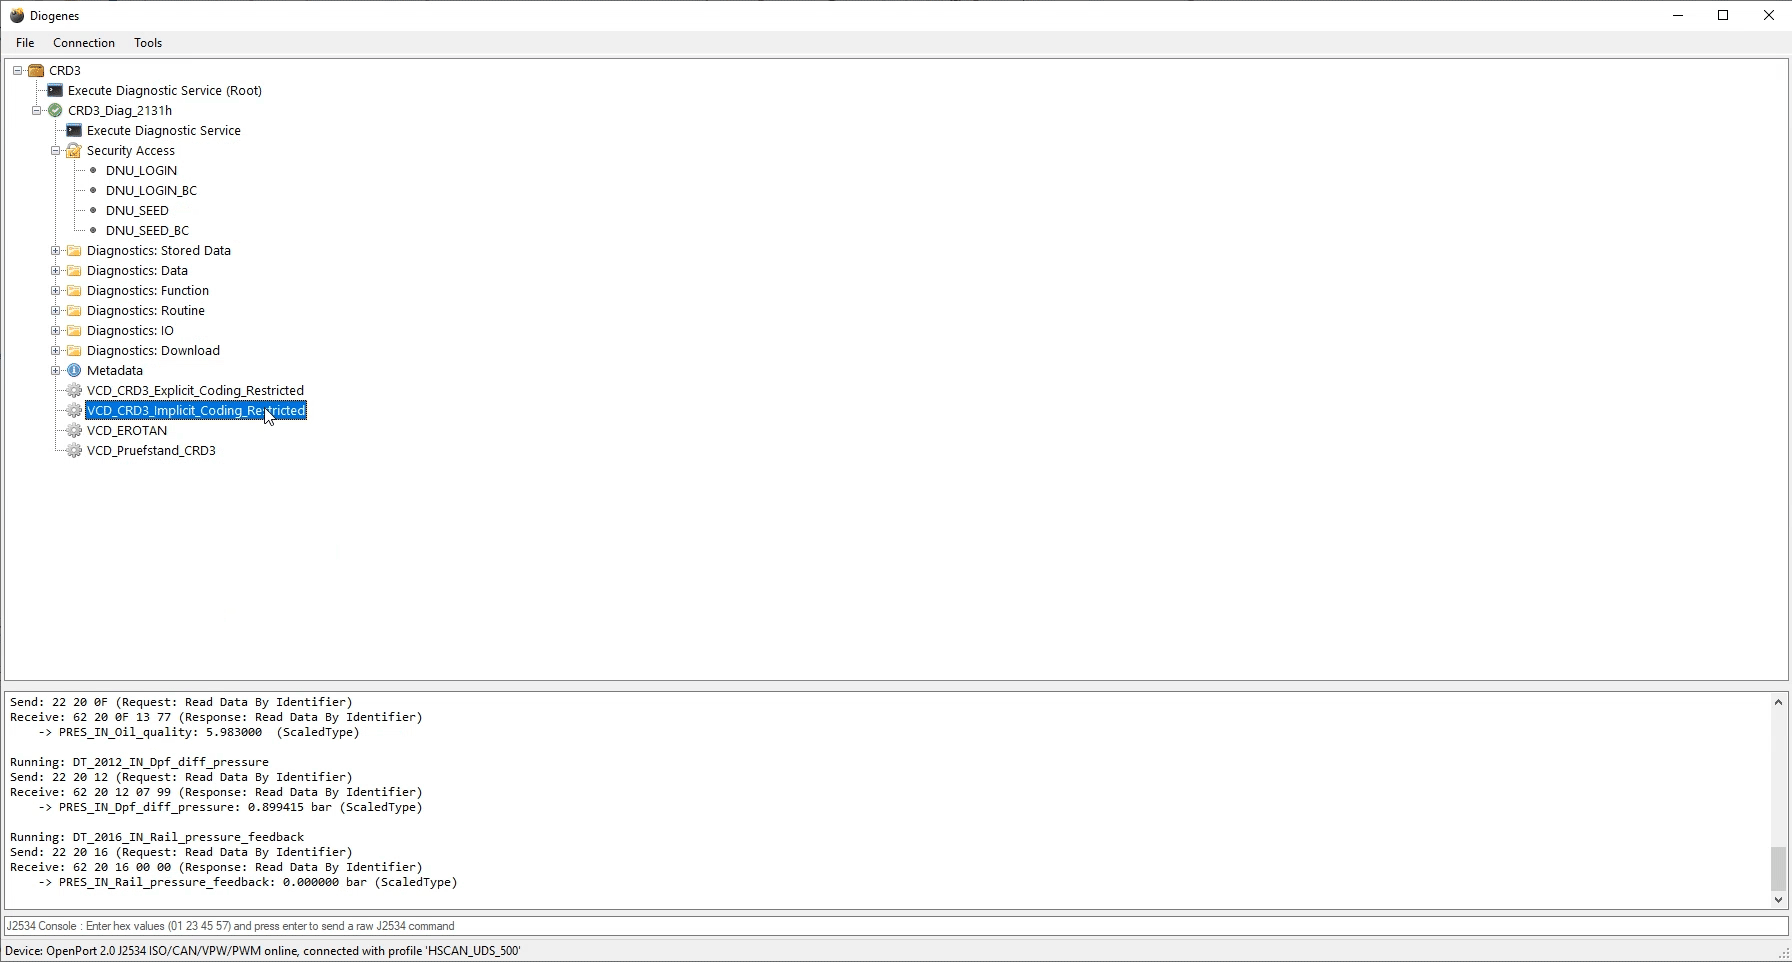 Diogenes
File Connection Tools
CRD3
Execute Diagnostic Service (Root)
CRD3_Diag_2131h
Execute Diagnostic Service
Security Access
DNU_LOGIN
DNU_LOGIN_BC
DNU_SEED
DNU_SEED_BC
Diagnostics: Stored Data
Diagnostics: Data
Diagnostics: Function
Diagnostics: Routine
Diagnostics: IO
Diagnostics: Download
Metadata
VCD_CRD3_Explicit_Coding_Restricted
VCD_CRD3_Implicit_Coding_Restricted
VCD_EROTAN
VCD_Pruefstand_CRD3
Send: 22 20 0F (Request: Read Data By Identifier)
Receive: 62 20 0F 13 77 (Response: Read Data By Identifier)
-> PRES_IN_Oil_quality: 5.983000 (ScaledType)
Running: DT_2012_IN_Dpf_diff_pressure
Send: 22 20 12 (Request: Read Data By Identifier)
Receive: 62 20 12 07 99 (Response: Read Data By Identifier)
-> PRES_IN_Dpf_diff_pressure: 0.899415 bar (ScaledType)
Running: DT_2016_IN_Rail_pressure_feedback
Send: 22 20 16 (Request: Read Data By Identifier)
Receive: 62 20 16 00 00 (Response: Read Data By Identifier)
-> PRES_IN_Rail_pressure_feedback: 0.000000 bar (ScaledType)
J2534 Console : Enter hex values (01 23 45 57) and press enter to send a raw J2534 command
Device: OpenPort 2.0 J2534 ISO/CAN/VPW/PWM online, connected with profile 'HSCAN_UDS_500'